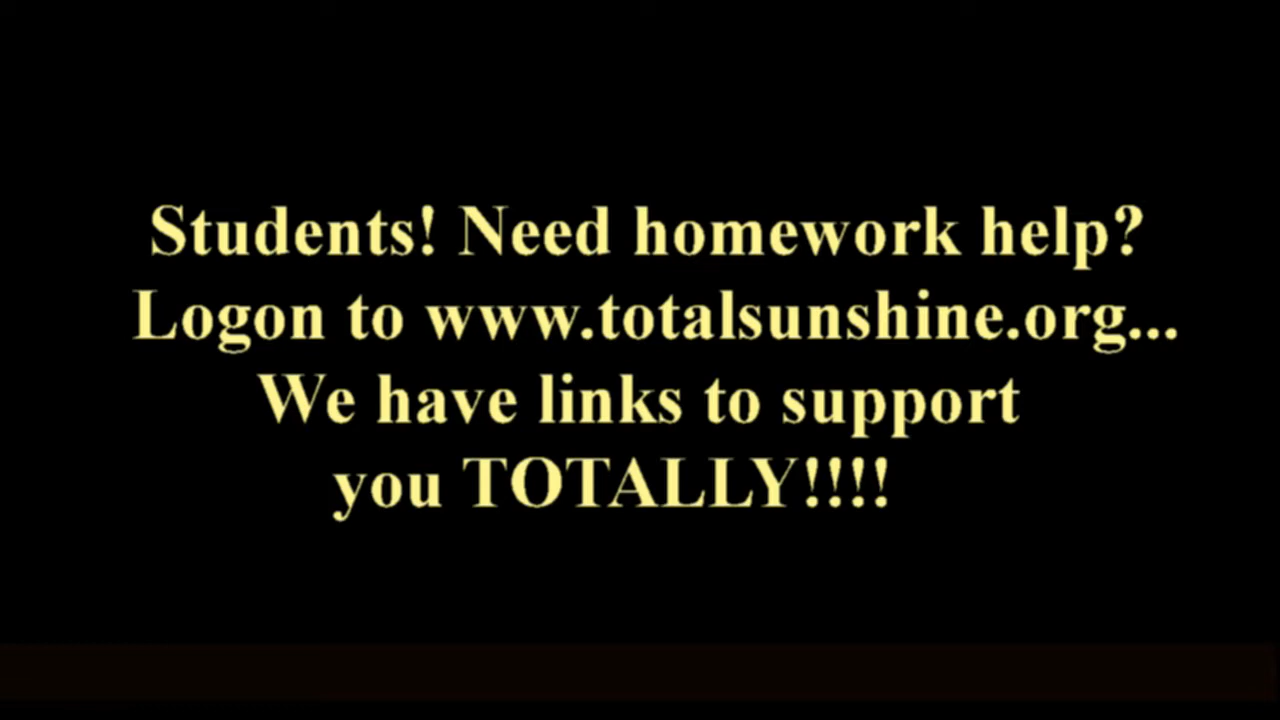 Students! Need homework help?
Logon to www.totalsunshine.org...
We have links to support
you TOTALLY!!!!